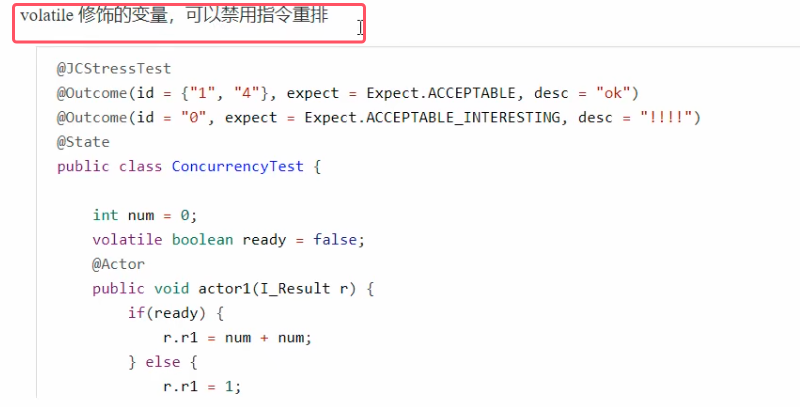 volatile 修饰的变量，可以禁用指令重排
@JCStressTest
@Outcome(id = {"1", "4"}, expect = Expect.ACCEPTABLE, desc = "ok")
@Outcome(id = "0", expect = Expect.ACCEPTABLE_INTERESTING, desc = "!!!!")
@State
public class ConcurrencyTest {
int num = 0;
volatile boolean ready = false;
@Actor
public void actor1(I_Result r) {
if(ready) {
r.r1 = num + num;
} else {
r.r1 = 1;